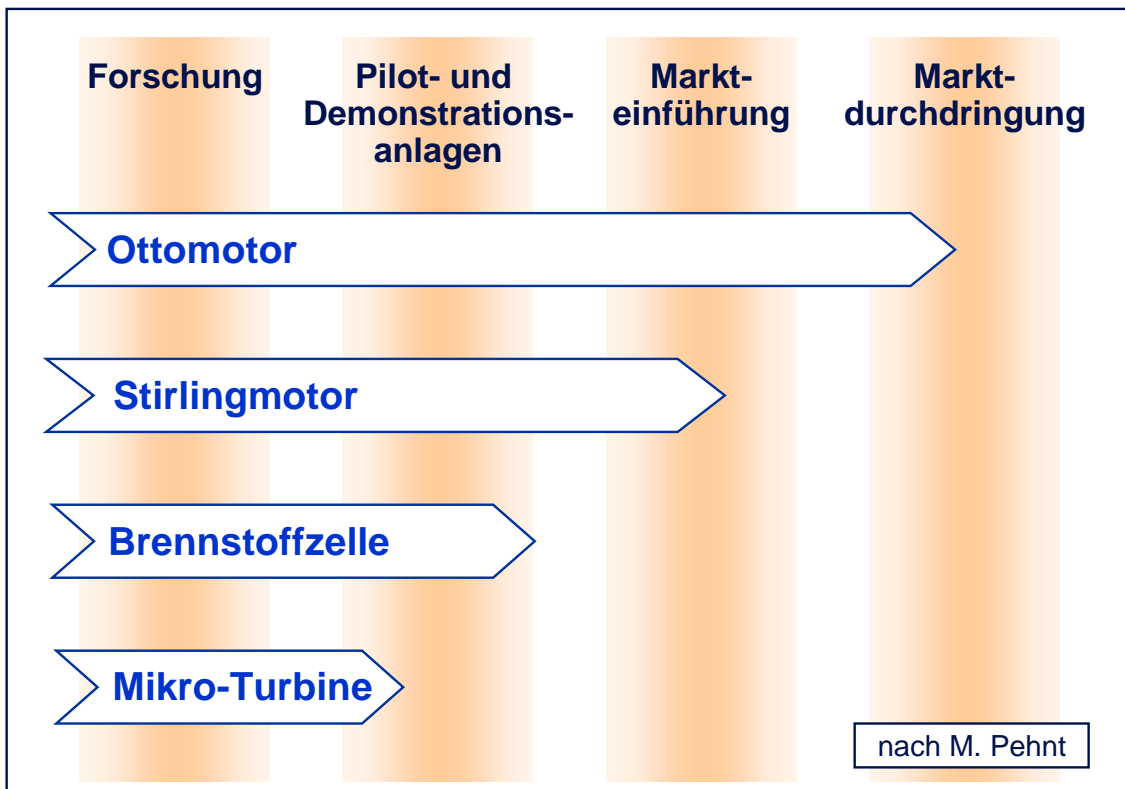 Forschung
Pilot- und
Demonstrations-
anlagen
Markt-
einführung
Markt-
durchdringung
Ottomotor
Stirlingmotor
Brennstoffzelle
Mikro-Turbine
nach M. Pehnt